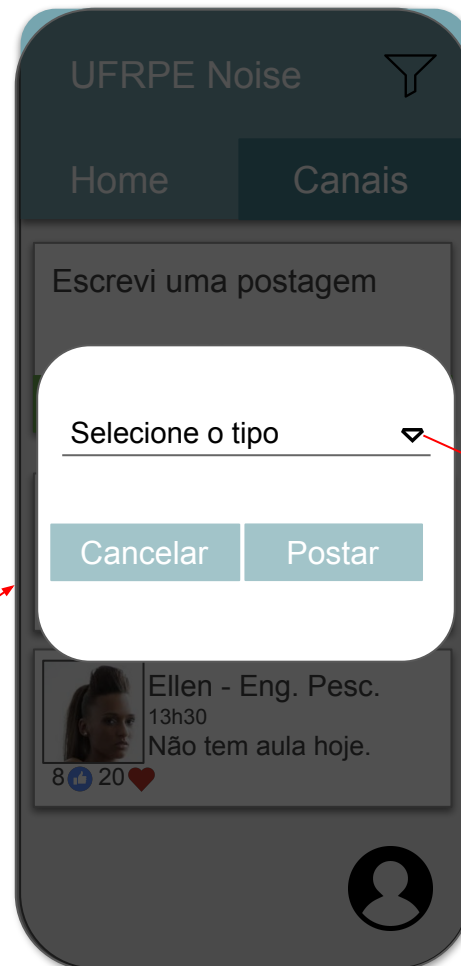 UFRPE Noise
Home Canais
Escrevi uma postagem
Selecione o tipo
Cancelar Postar
Ellen - Eng. Pesc.
13h30
Não tem aula hoje.
8 20